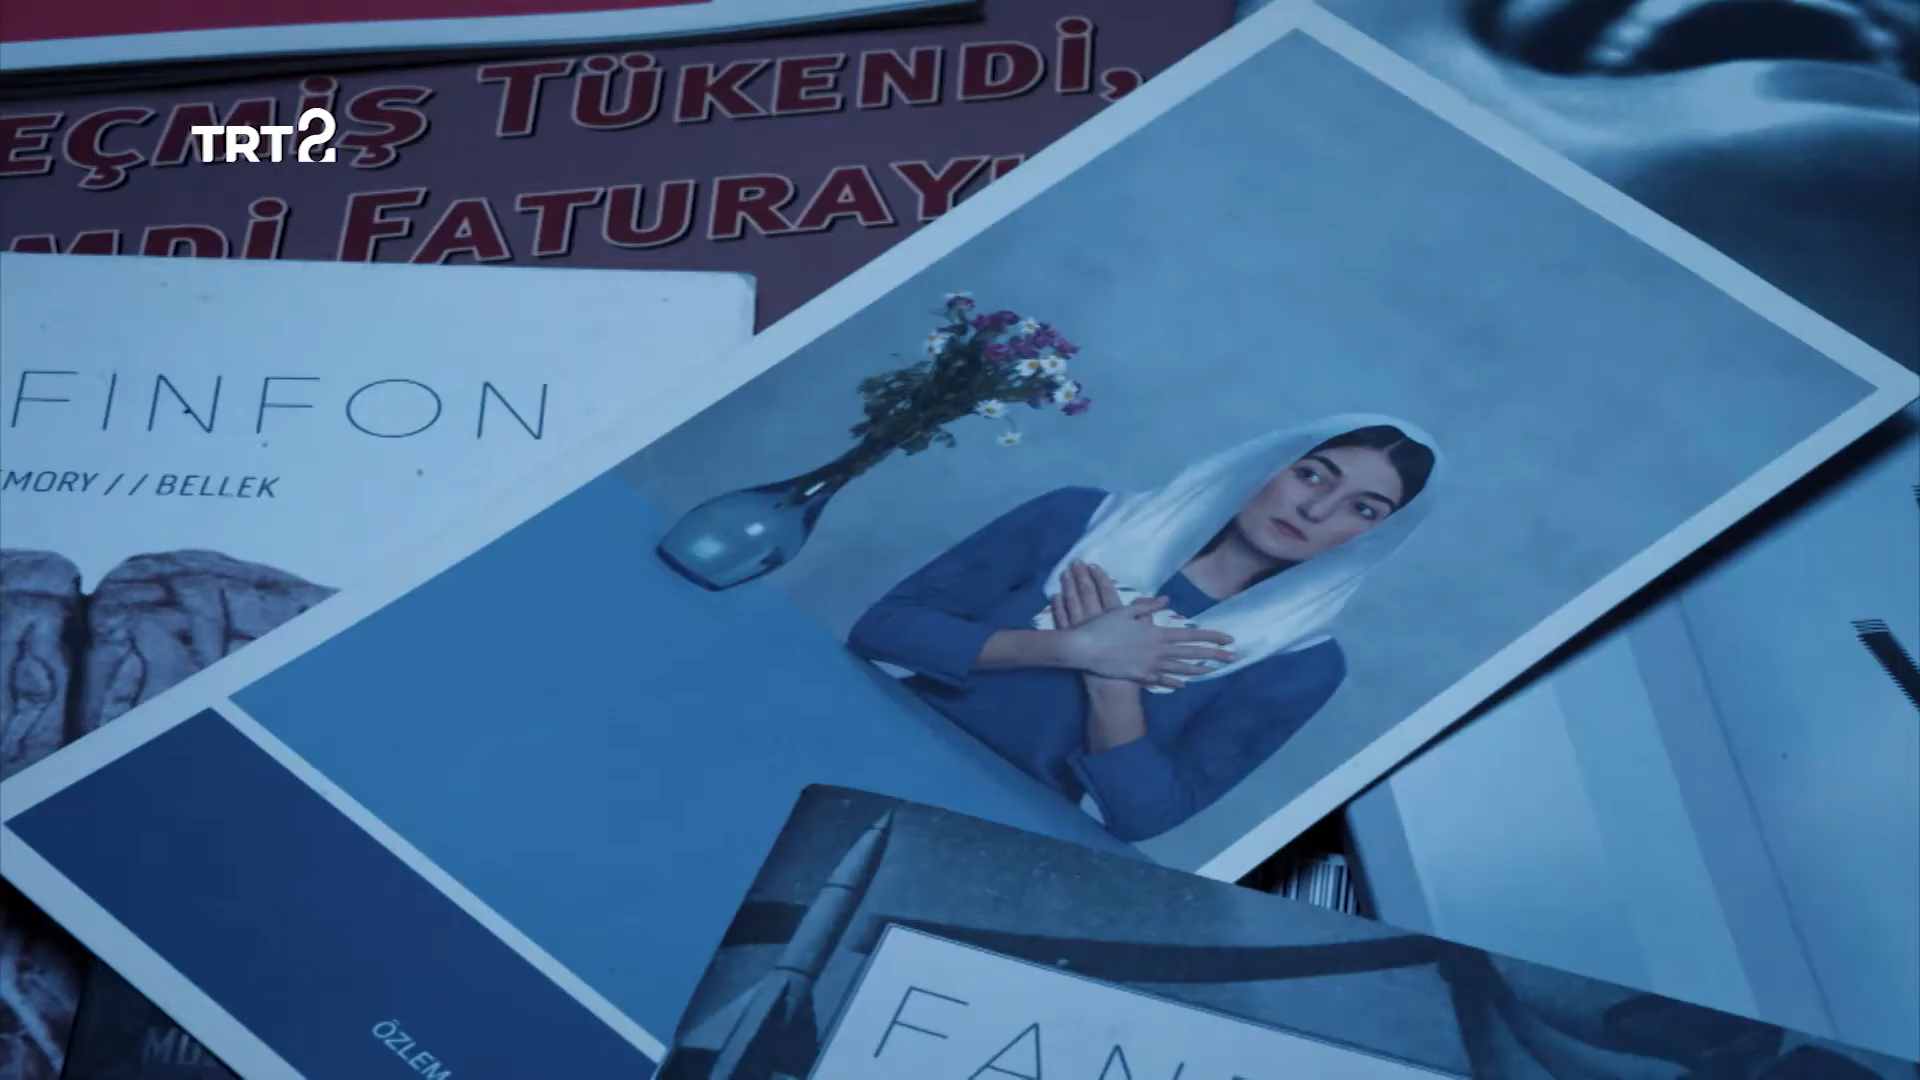 EÇMİŞ TÜKENDİ,
TRT2
MDİ FATURAYI
FINFON
MORY // BELLEK
ÖZLEM
FAN